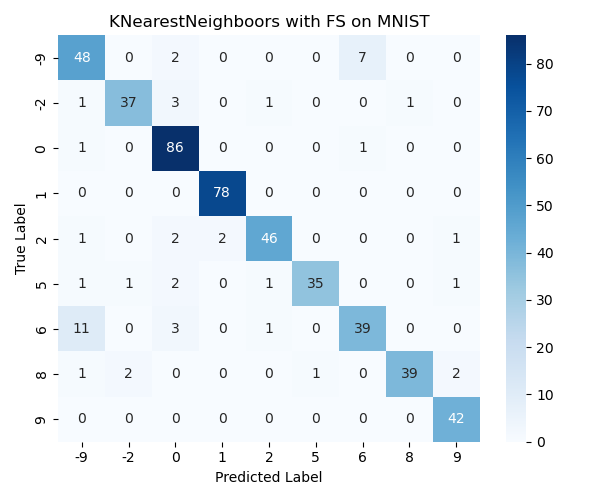 KNearestNeighboors with FS on MNIST
-9 48 0 2 0 0 0 7 0 0
-2 1 37 3 0 1 0 0 1 0
0 1 0 86 0 0 0 1 0 0
1 0 0 0 78 0 0 0 0 0
2 1 0 2 2 46 0 0 0 1
5 1 1 2 0 1 35 0 0 1
6 11 0 3 0 1 0 39 0 0
8 1 2 0 0 0 1 0 39 2
9 0 0 0 0 0 0 0 0 42
-9 -2 0 1 2 5 6 8 9
True Label
Predicted Label
80
70
60
50
40
30
20
10
0